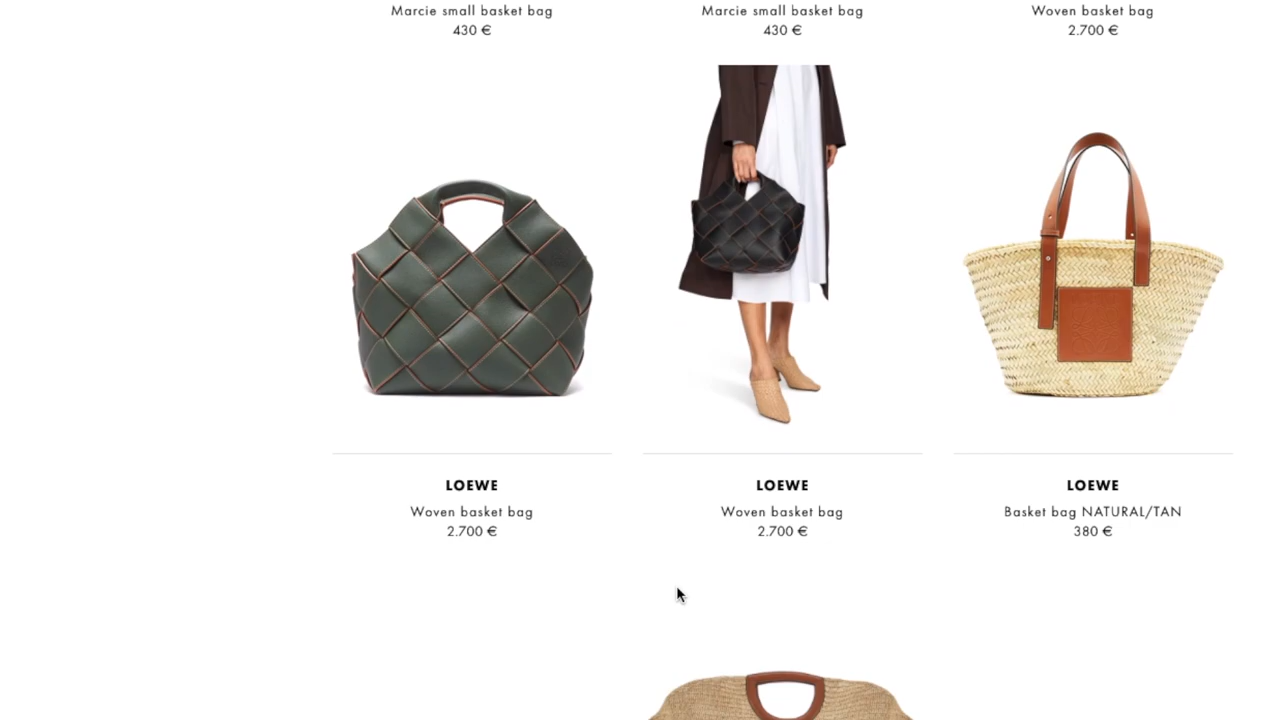 Marcie small basket bag
430 €
Marcie small basket bag
430 €
Woven basket bag
2.700 €
LOEWE
Woven basket bag
2.700 €
LOEWE
Woven basket bag
2.700 €
LOEWE
Basket bag NATURAL/TAN
380 €